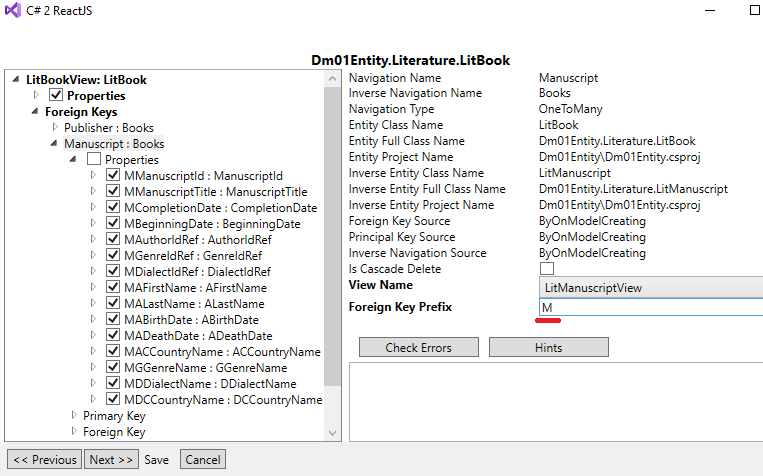 C# 2 ReactJS
Dm01Entity.Literature.LitBook
LitBookView: LitBook
Properties
Foreign Keys
Publisher : Books
Manuscript : Books
Properties
MManuscriptId : ManuscriptId
MManuscriptTitle : ManuscriptTitle
MCompletionDate : CompletionDate
MBeginningDate : BeginningDate
MAuthorIdRef : AuthorIdRef
MGenreIdRef : GenreIdRef
MDialectIdRef : DialectIdRef
MAFirstName : AFirstName
MALastName : ALastName
MABirthDate : ABirthDate
MADeathDate : ADeathDate
MACCountryName : ACCountryName
MGGenreName : GGenreName
MDDialectName : DDialectName
MDCCountryName : DCCountryName
Primary Key
Foreign Key
Navigation Name Manuscript
Inverse Navigation Name Books
Navigation Type OneToMany
Entity Class Name LitBook
Entity Full Class Name Dm01Entity.Literature.LitBook
Entity Project Name Dm01Entity\Dm01Entity.csproj
Inverse Entity Class Name LitManuscript
Inverse Entity Full Class Name Dm01Entity.Literature.LitManuscript
Inverse Entity Project Name Dm01Entity\Dm01Entity.csproj
Foreign Key Source ByOnModelCreating
Principal Key Source ByOnModelCreating
Inverse Navigation Source ByOnModelCreating
Is Cascade Delete
View Name LitManuscriptView
Foreign Key Prefix M
Check Errors Hints
<< Previous Next >> Save Cancel